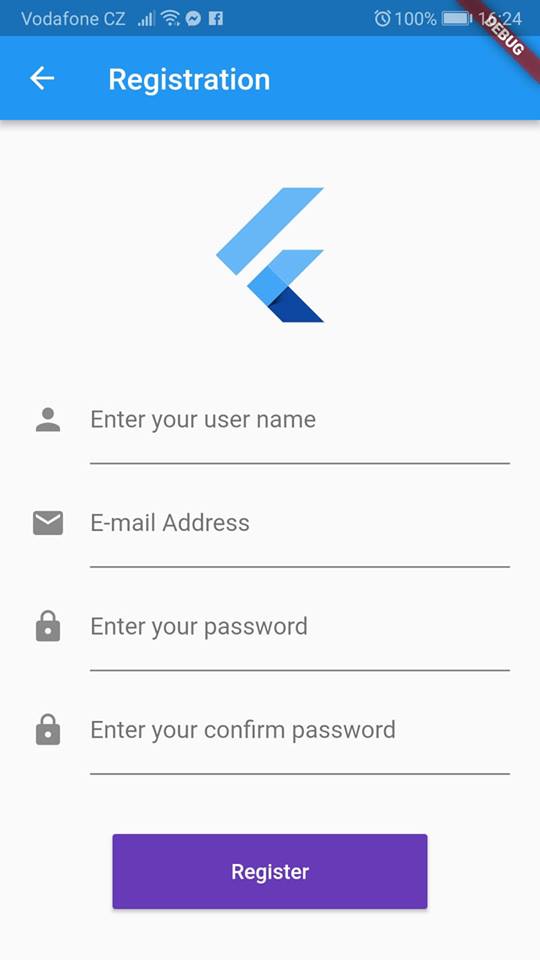 Vodafone CZ 100% 16:24
DEBUG
Registration
Enter your user name
E-mail Address
Enter your password
Enter your confirm password
Register